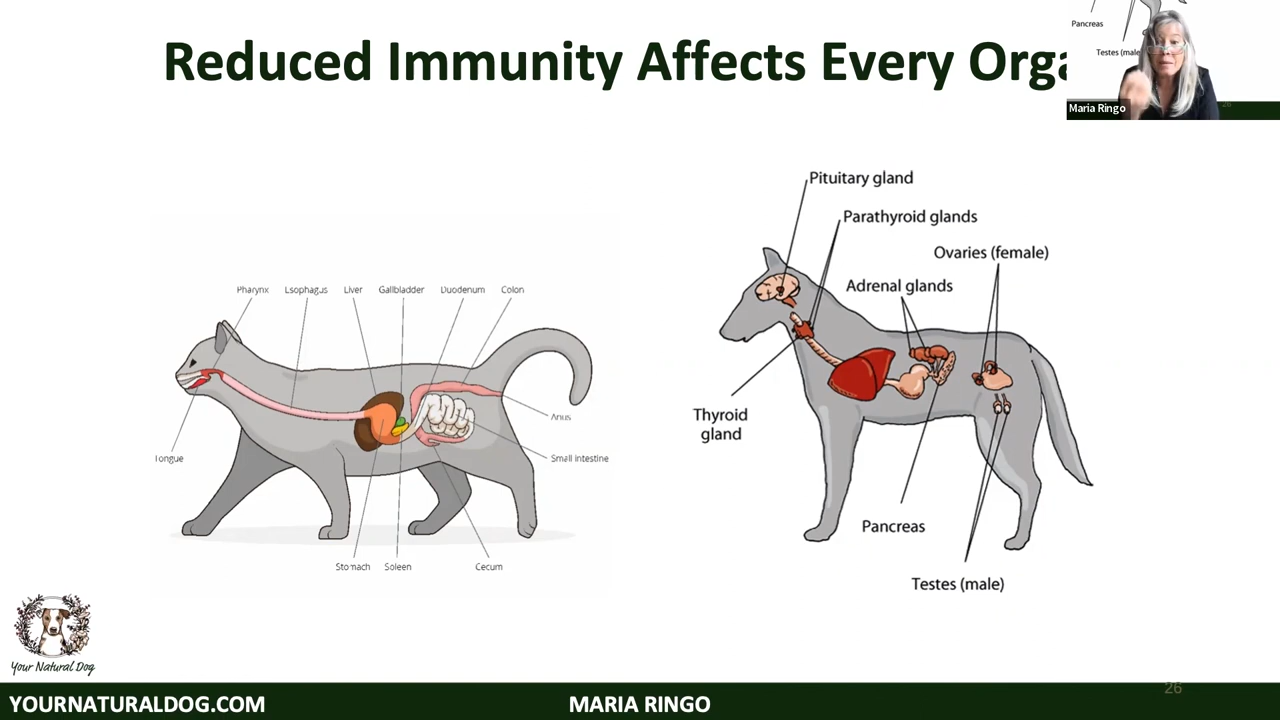 Reduced Immunity Affects Every Orga
Pancreas
Testes (male
Maria Ringo
26
Pituitary gland
Parathyroid glands
Ovaries (female)
Adrenal glands
Thyroid
gland
Pancreas
Testes (male)
Pharynx
Esophagus
Liver
Gallbladder
Duodenum
Colon
Anus
Small intestine
Tongue
Stomach
Spleen
Cecum
Your Natural Dog
26
YOURNATURALDOG.COM
MARIA RINGO